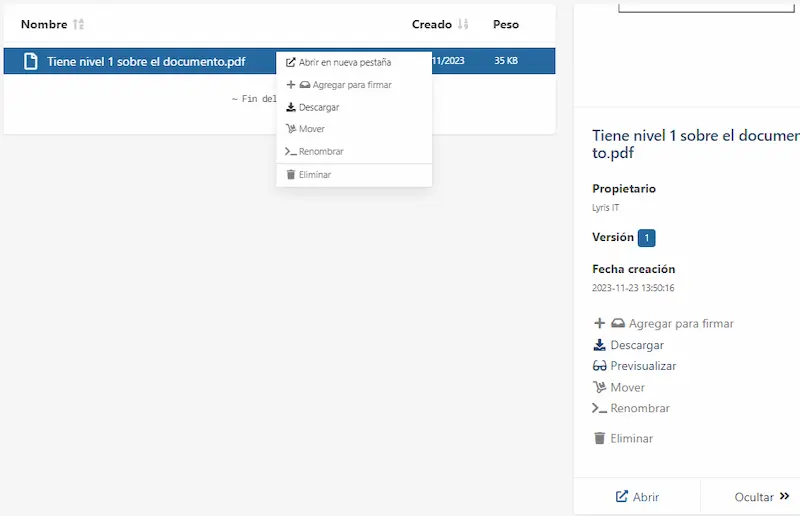 Nombre Creado Peso
Tiene nivel 1 sobre el documento.pdf 11/2023 35 KB
~ Fin del
Abrir en nueva pestaña
Agregar para firmar
Descargar
Mover
Renombrar
Eliminar
Tiene nivel 1 sobre el documen
to.pdf
Propietario
Lyris IT
Versión 1
Fecha creación
2023-11-23 13:50:16
Agregar para firmar
Descargar
Previsualizar
Mover
Renombrar
Eliminar
Abrir Ocultar